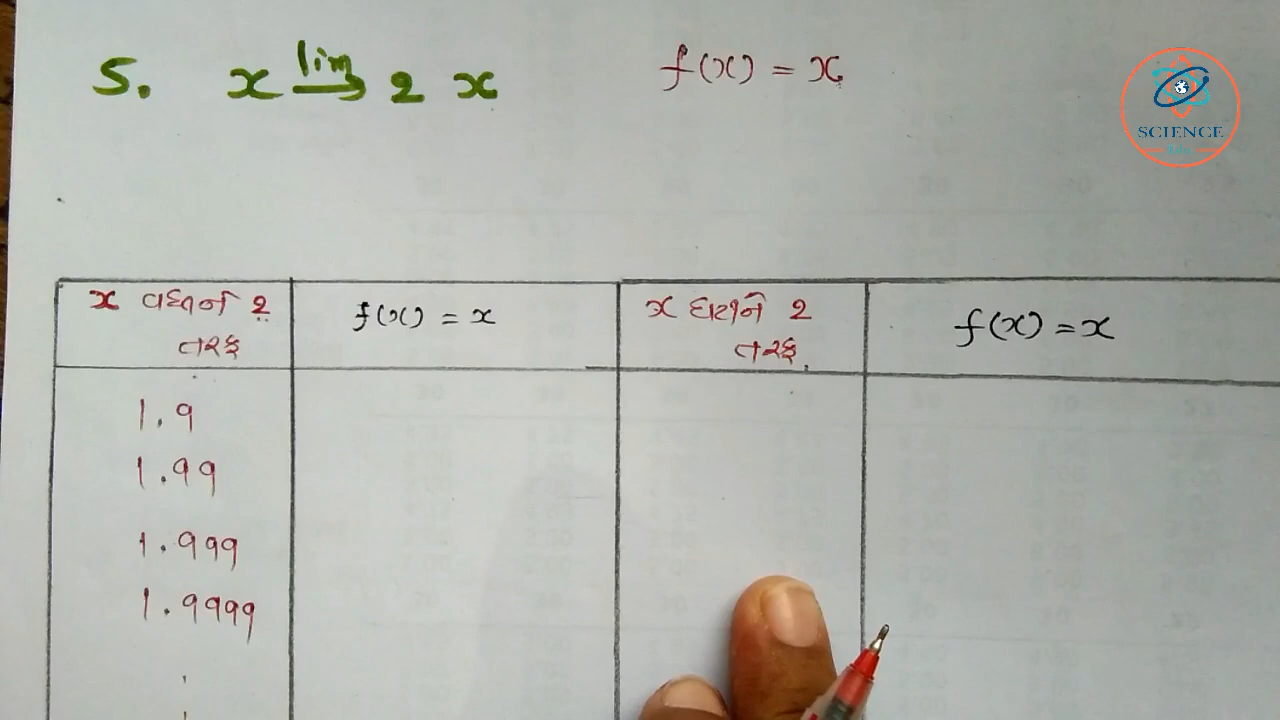 5. x lim→ 2 x
f(x) = x
SCIENCE
x વધીને 2 તરફ
f(x) = x
x ઘટીને 2 તરફ
f(x) = x
1.9
1.99
1.999
1.9999